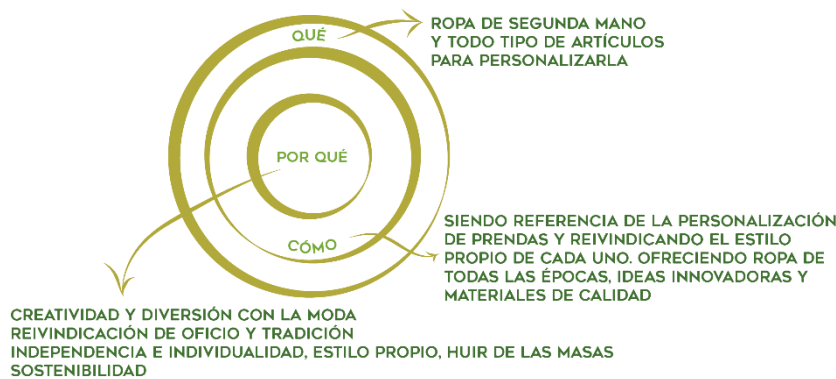 QUÉ
ROPA DE SEGUNDA MANO
Y TODO TIPO DE ARTÍCULOS
PARA PERSONALIZARLA
POR QUÉ
CÓMO
SIENDO REFERENCIA DE LA PERSONALIZACIÓN
DE PRENDAS Y REIVINDICANDO EL ESTILO
PROPIO DE CADA UNO. OFRECIENDO ROPA DE
TODAS LAS ÉPOCAS, IDEAS INNOVADORAS Y
MATERIALES DE CALIDAD
CREATIVIDAD Y DIVERSIÓN CON LA MODA
REIVINDICACIÓN DE OFICIO Y TRADICIÓN
INDEPENDENCIA E INDIVIDUALIDAD, ESTILO PROPIO, HUIR DE LAS MASAS
SOSTENIBILIDAD